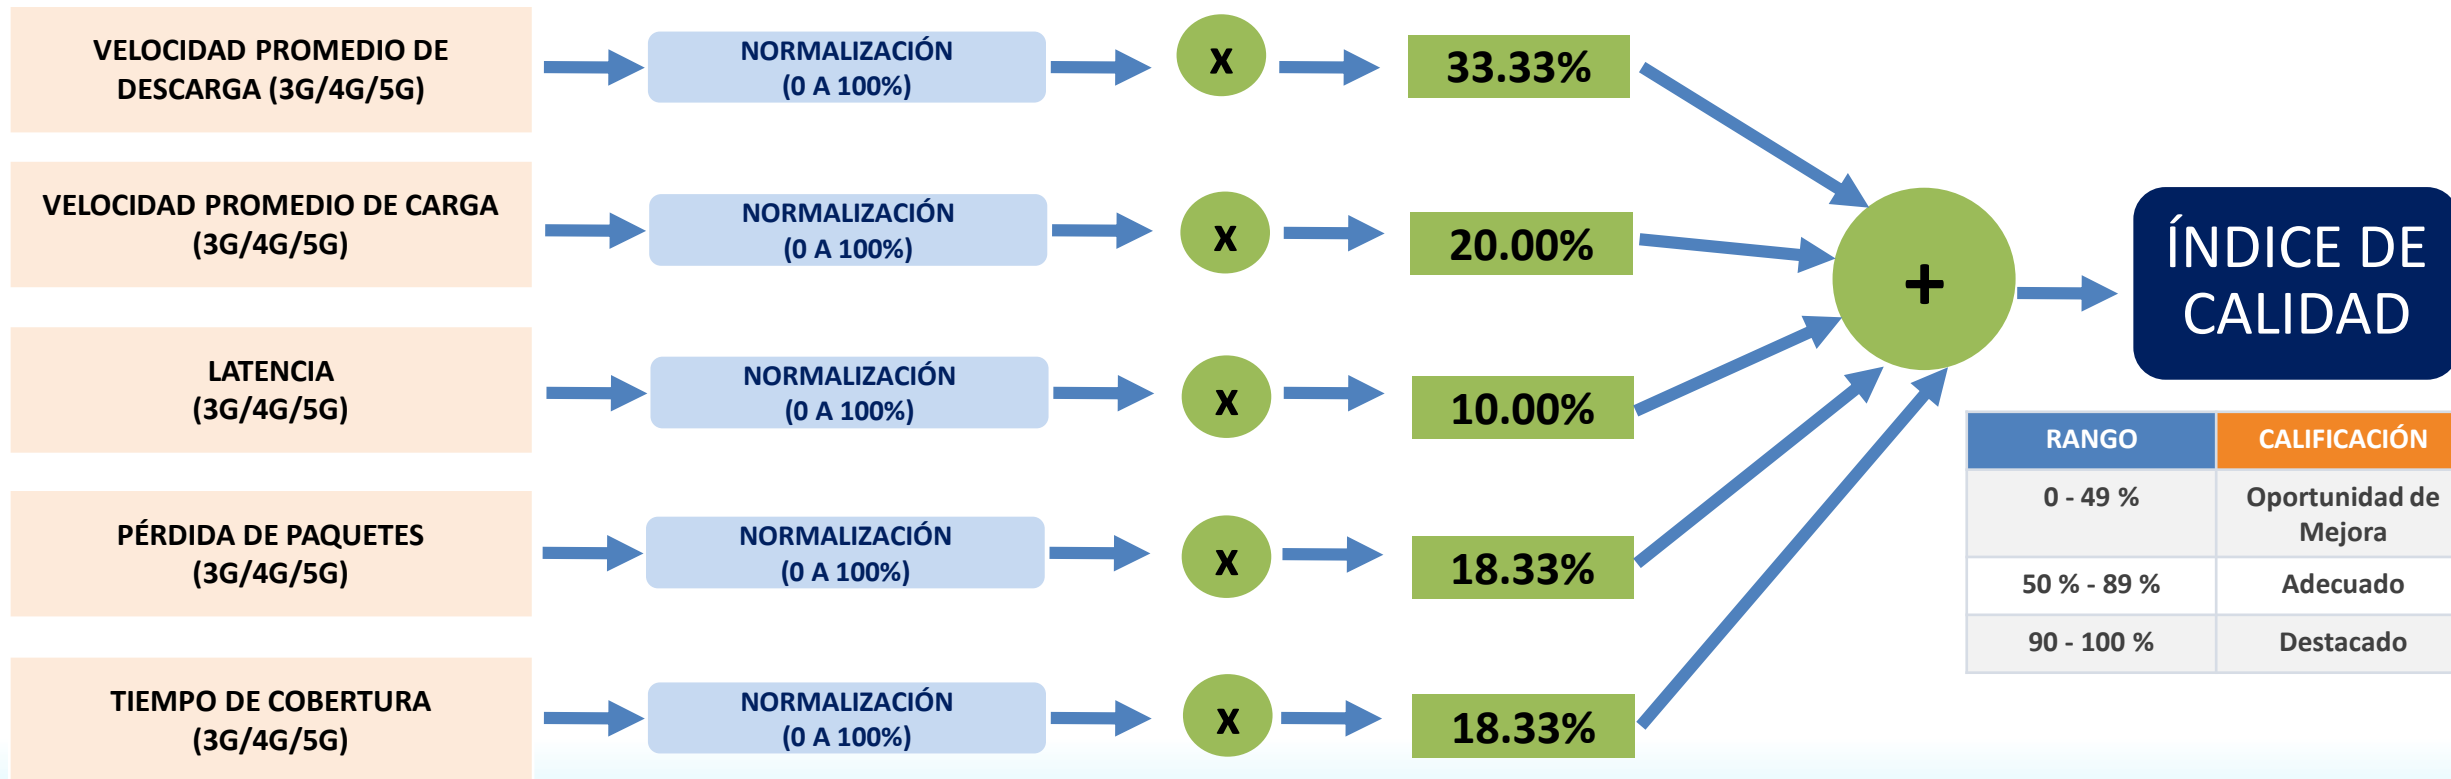 VELOCIDAD PROMEDIO DE
DESCARGA (3G/4G/5G)
NORMALIZACIÓN
(0 A 100%)
x
33.33%
VELOCIDAD PROMEDIO DE CARGA
(3G/4G/5G)
NORMALIZACIÓN
(0 A 100%)
x
20.00%
LATENCIA
(3G/4G/5G)
NORMALIZACIÓN
(0 A 100%)
x
10.00%
PÉRDIDA DE PAQUETES
(3G/4G/5G)
NORMALIZACIÓN
(0 A 100%)
x
18.33%
TIEMPO DE COBERTURA
(3G/4G/5G)
NORMALIZACIÓN
(0 A 100%)
x
18.33%
+
ÍNDICE DE
CALIDAD
RANGO CALIFICACIÓN
0 - 49 % Oportunidad de
Mejora
50 % - 89 % Adecuado
90 - 100 % Destacado